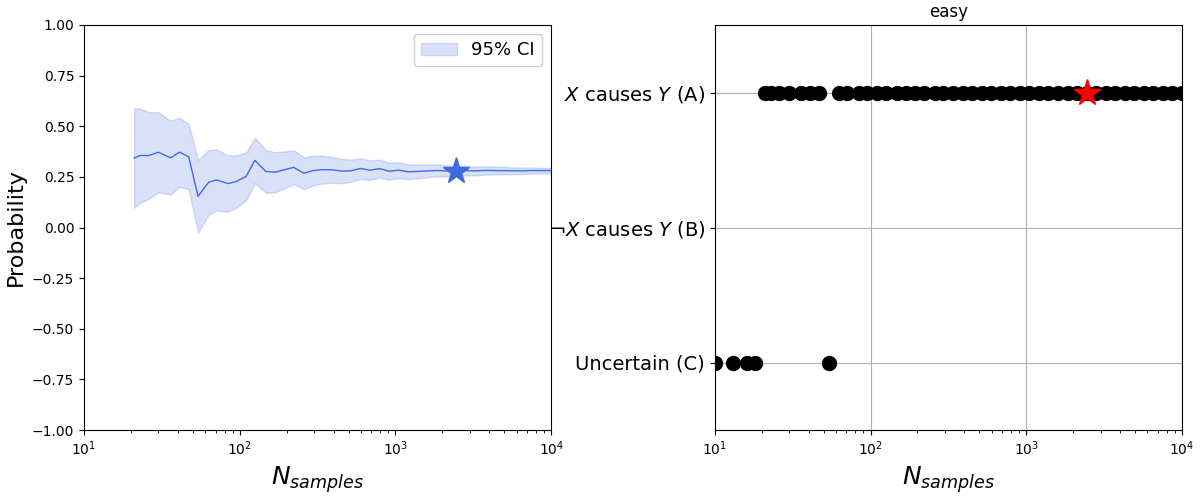 easy
1.00
0.75
0.50
0.25
0.00
−0.25
−0.50
−0.75
−1.00
Probability
95% CI
10¹ 10² 10³ 10⁴
N_samples
X causes Y (A)
¬X causes Y (B)
Uncertain (C)
10¹ 10² 10³ 10⁴
N_samples